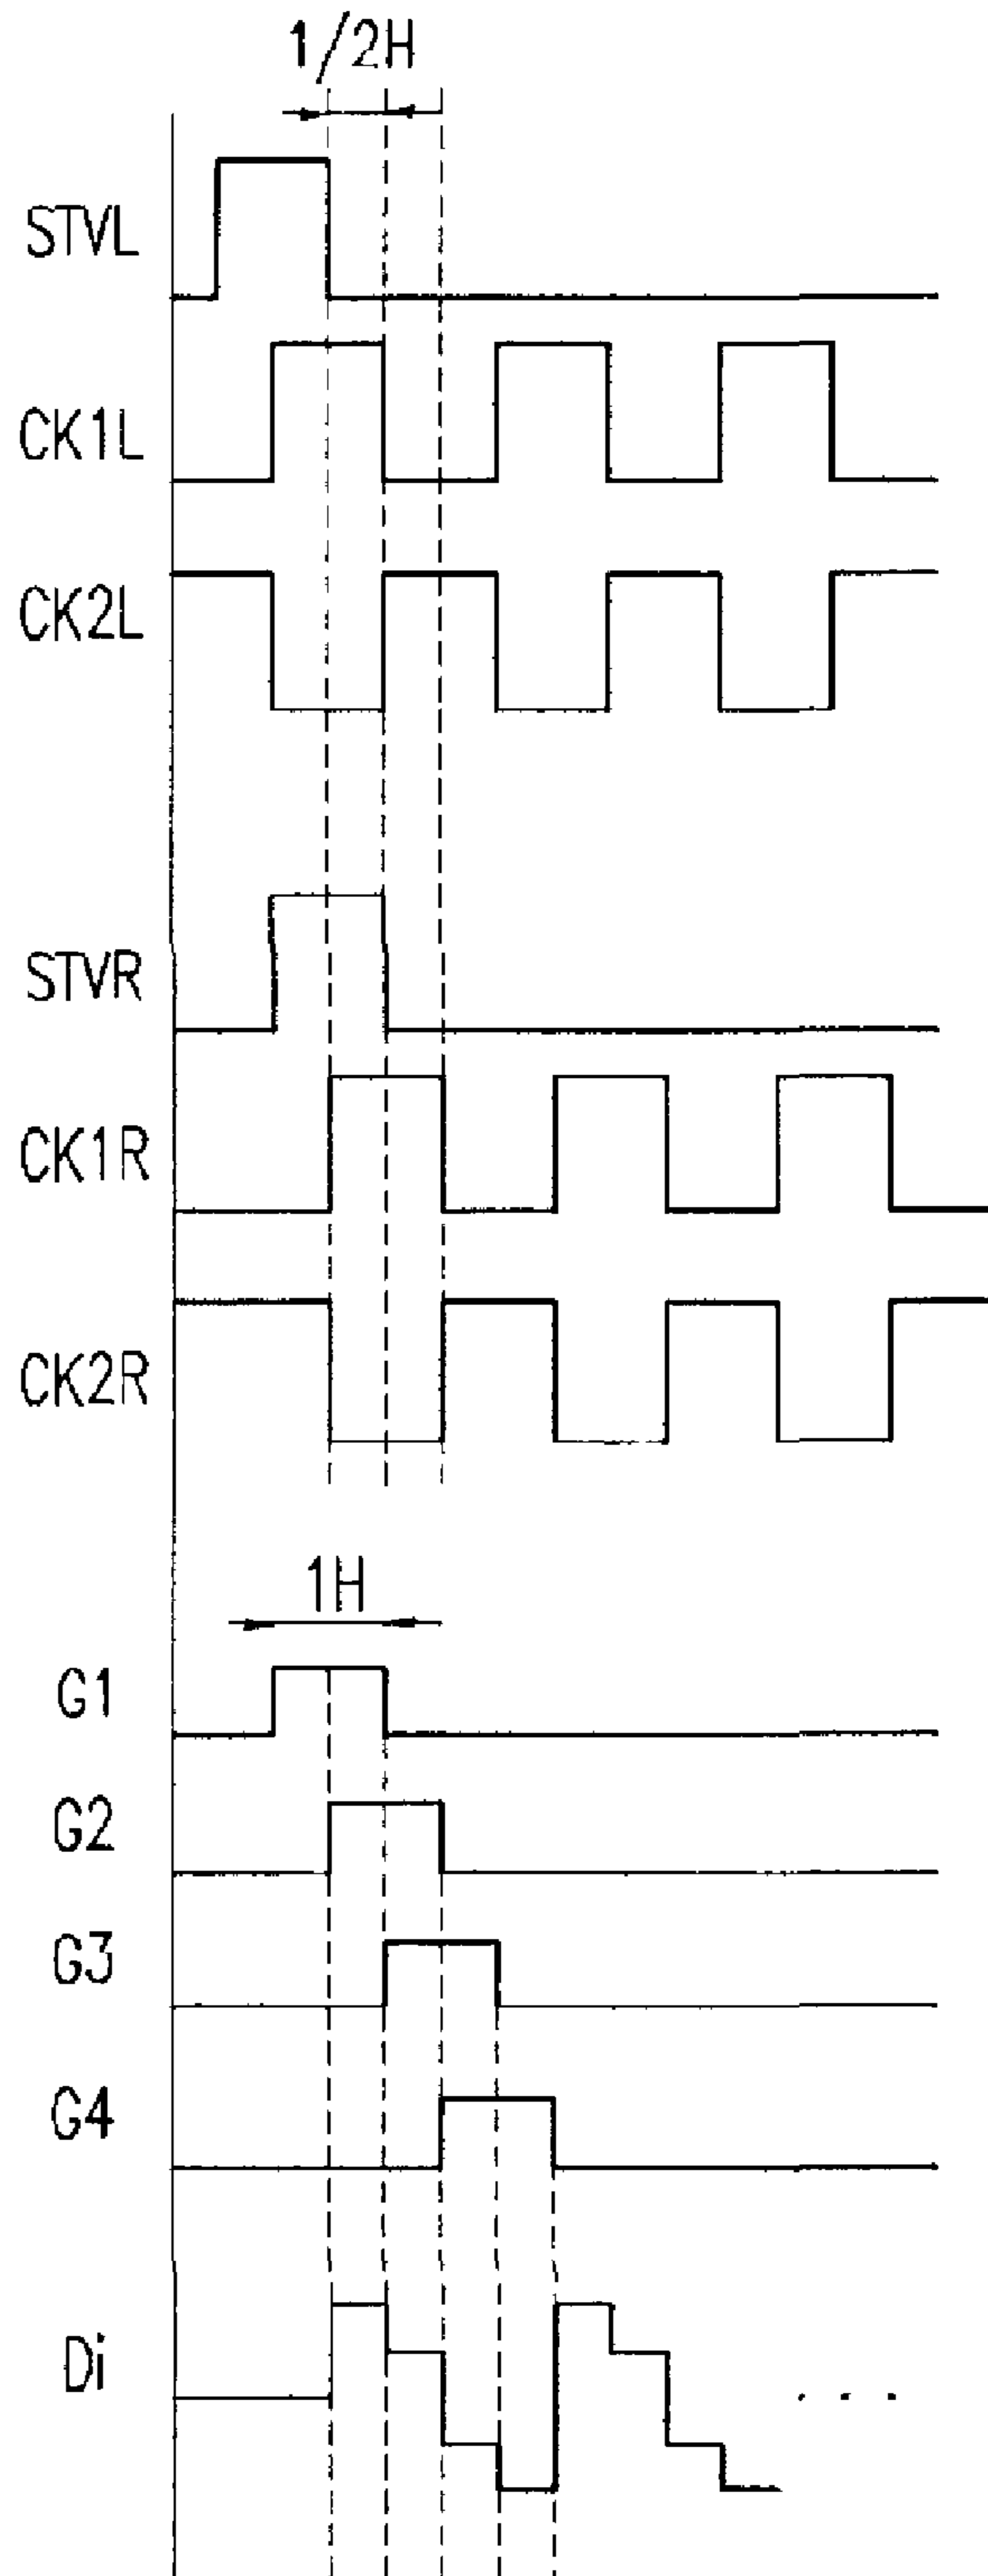 1/2H
STVL
CK1L
CK2L
STVR
CK1R
CK2R
1H
G1
G2
G3
G4
Di
. . .